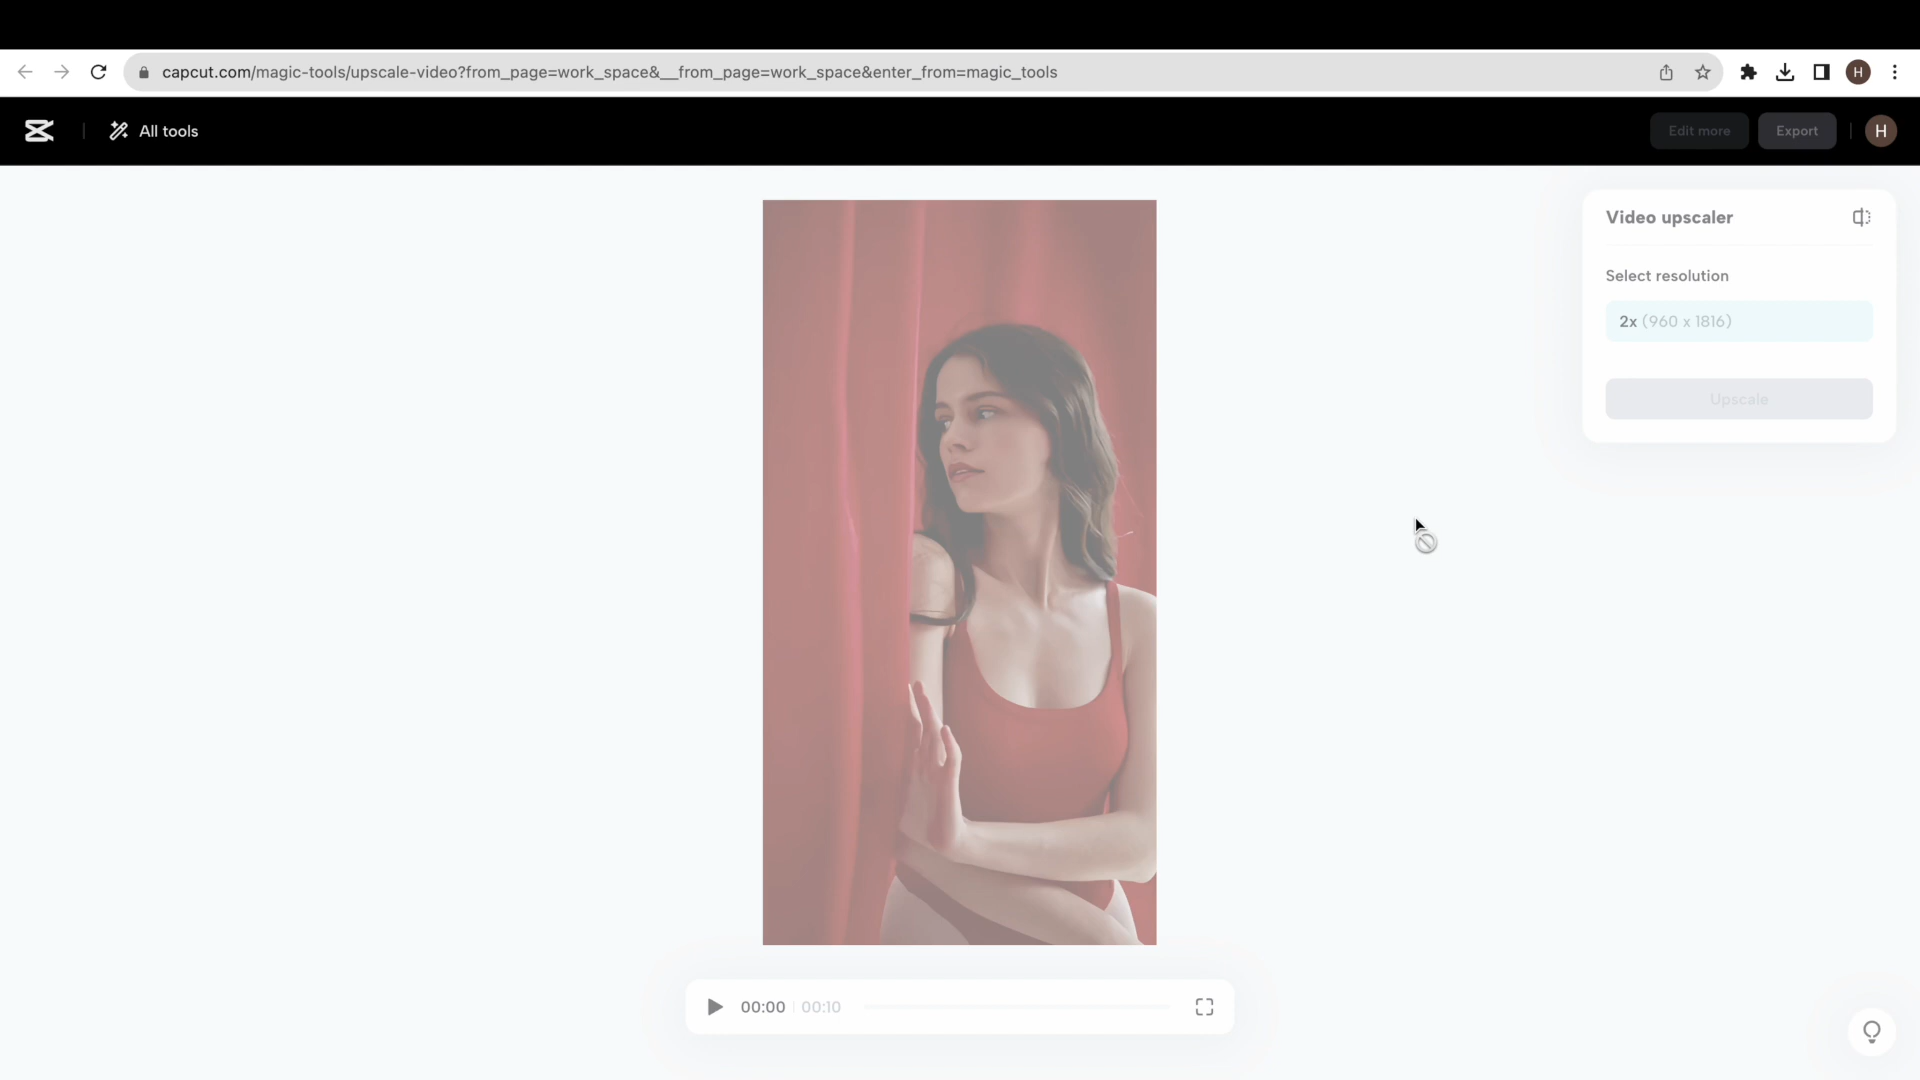 capcut.com/magic-tools/upscale-video?from_page=work_space&__from_page=work_space&enter_from=magic_tools
H
All tools
Edit more
Export
H
Video upscaler
Select resolution
2x (960 x 1816)
Upscale
00:00 | 00:10